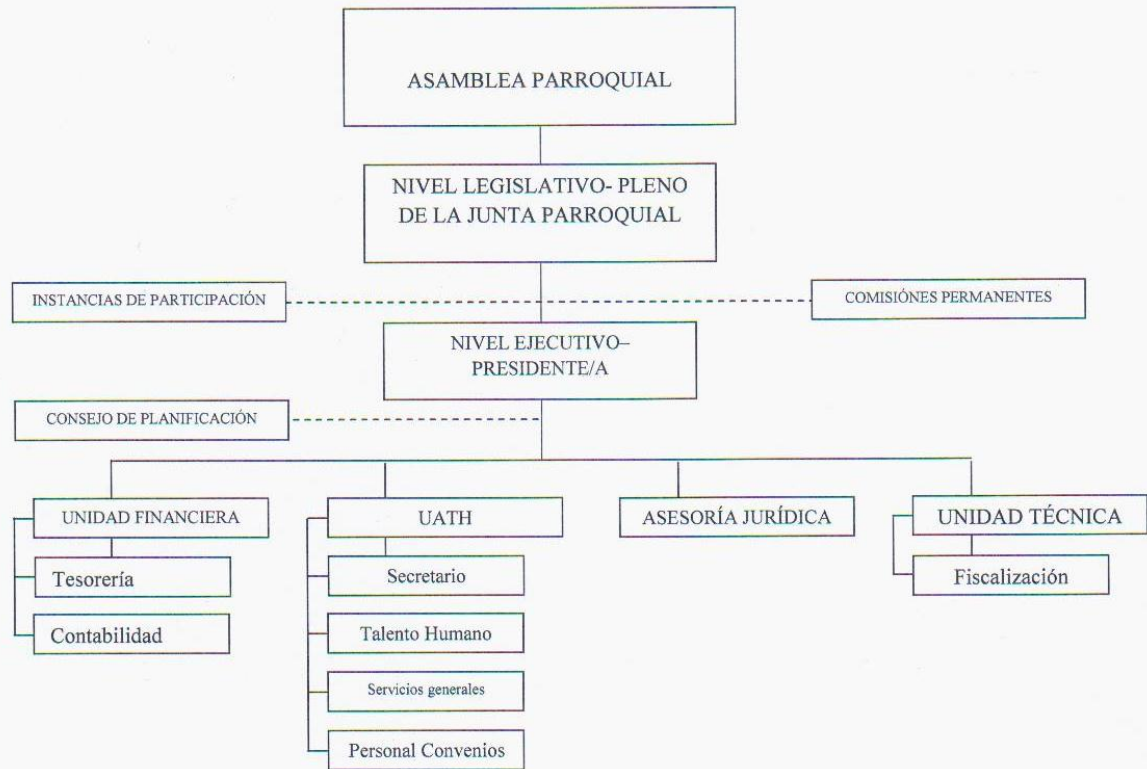 ASAMBLEA PARROQUIAL
NIVEL LEGISLATIVO- PLENO
DE LA JUNTA PARROQUIAL
INSTANCIAS DE PARTICIPACIÓN
COMISIÓNES PERMANENTES
NIVEL EJECUTIVO–
PRESIDENTE/A
CONSEJO DE PLANIFICACIÓN
UNIDAD FINANCIERA
UATH
ASESORÍA JURÍDICA
UNIDAD TÉCNICA
Tesorería
Secretario
Fiscalización
Contabilidad
Talento Humano
Servicios generales
Personal Convenios